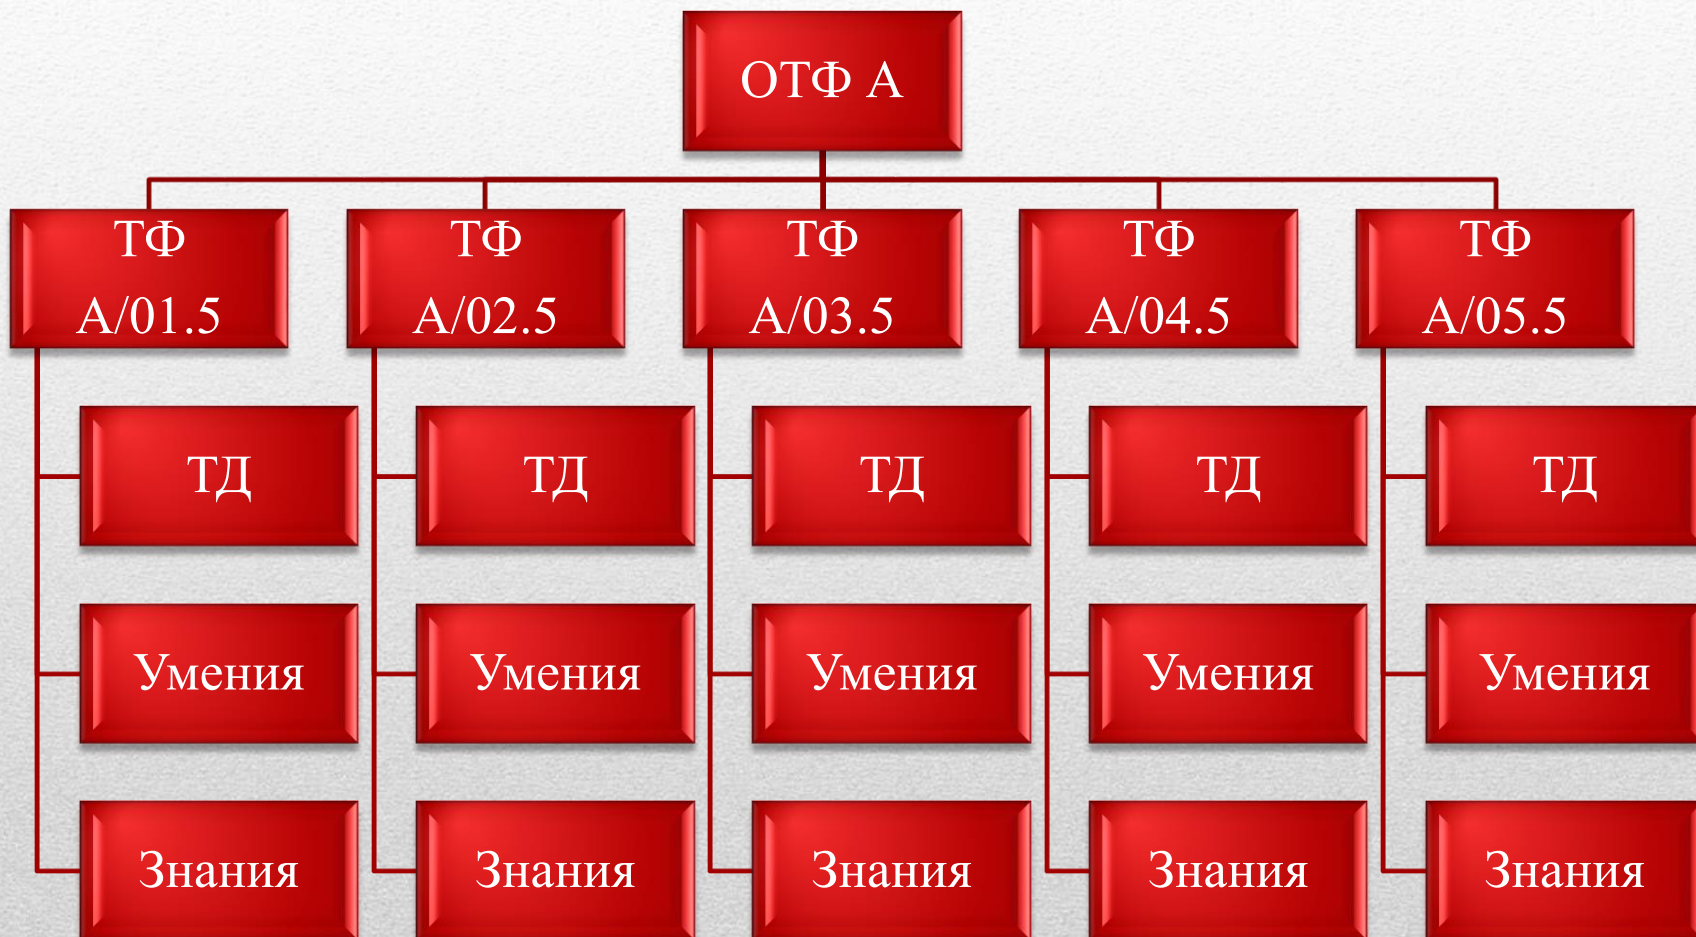 ОТФ А
ТФ
А/01.5
ТФ
А/02.5
ТФ
А/03.5
ТФ
А/04.5
ТФ
А/05.5
ТД
ТД
ТД
ТД
ТД
Умения
Умения
Умения
Умения
Умения
Знания
Знания
Знания
Знания
Знания